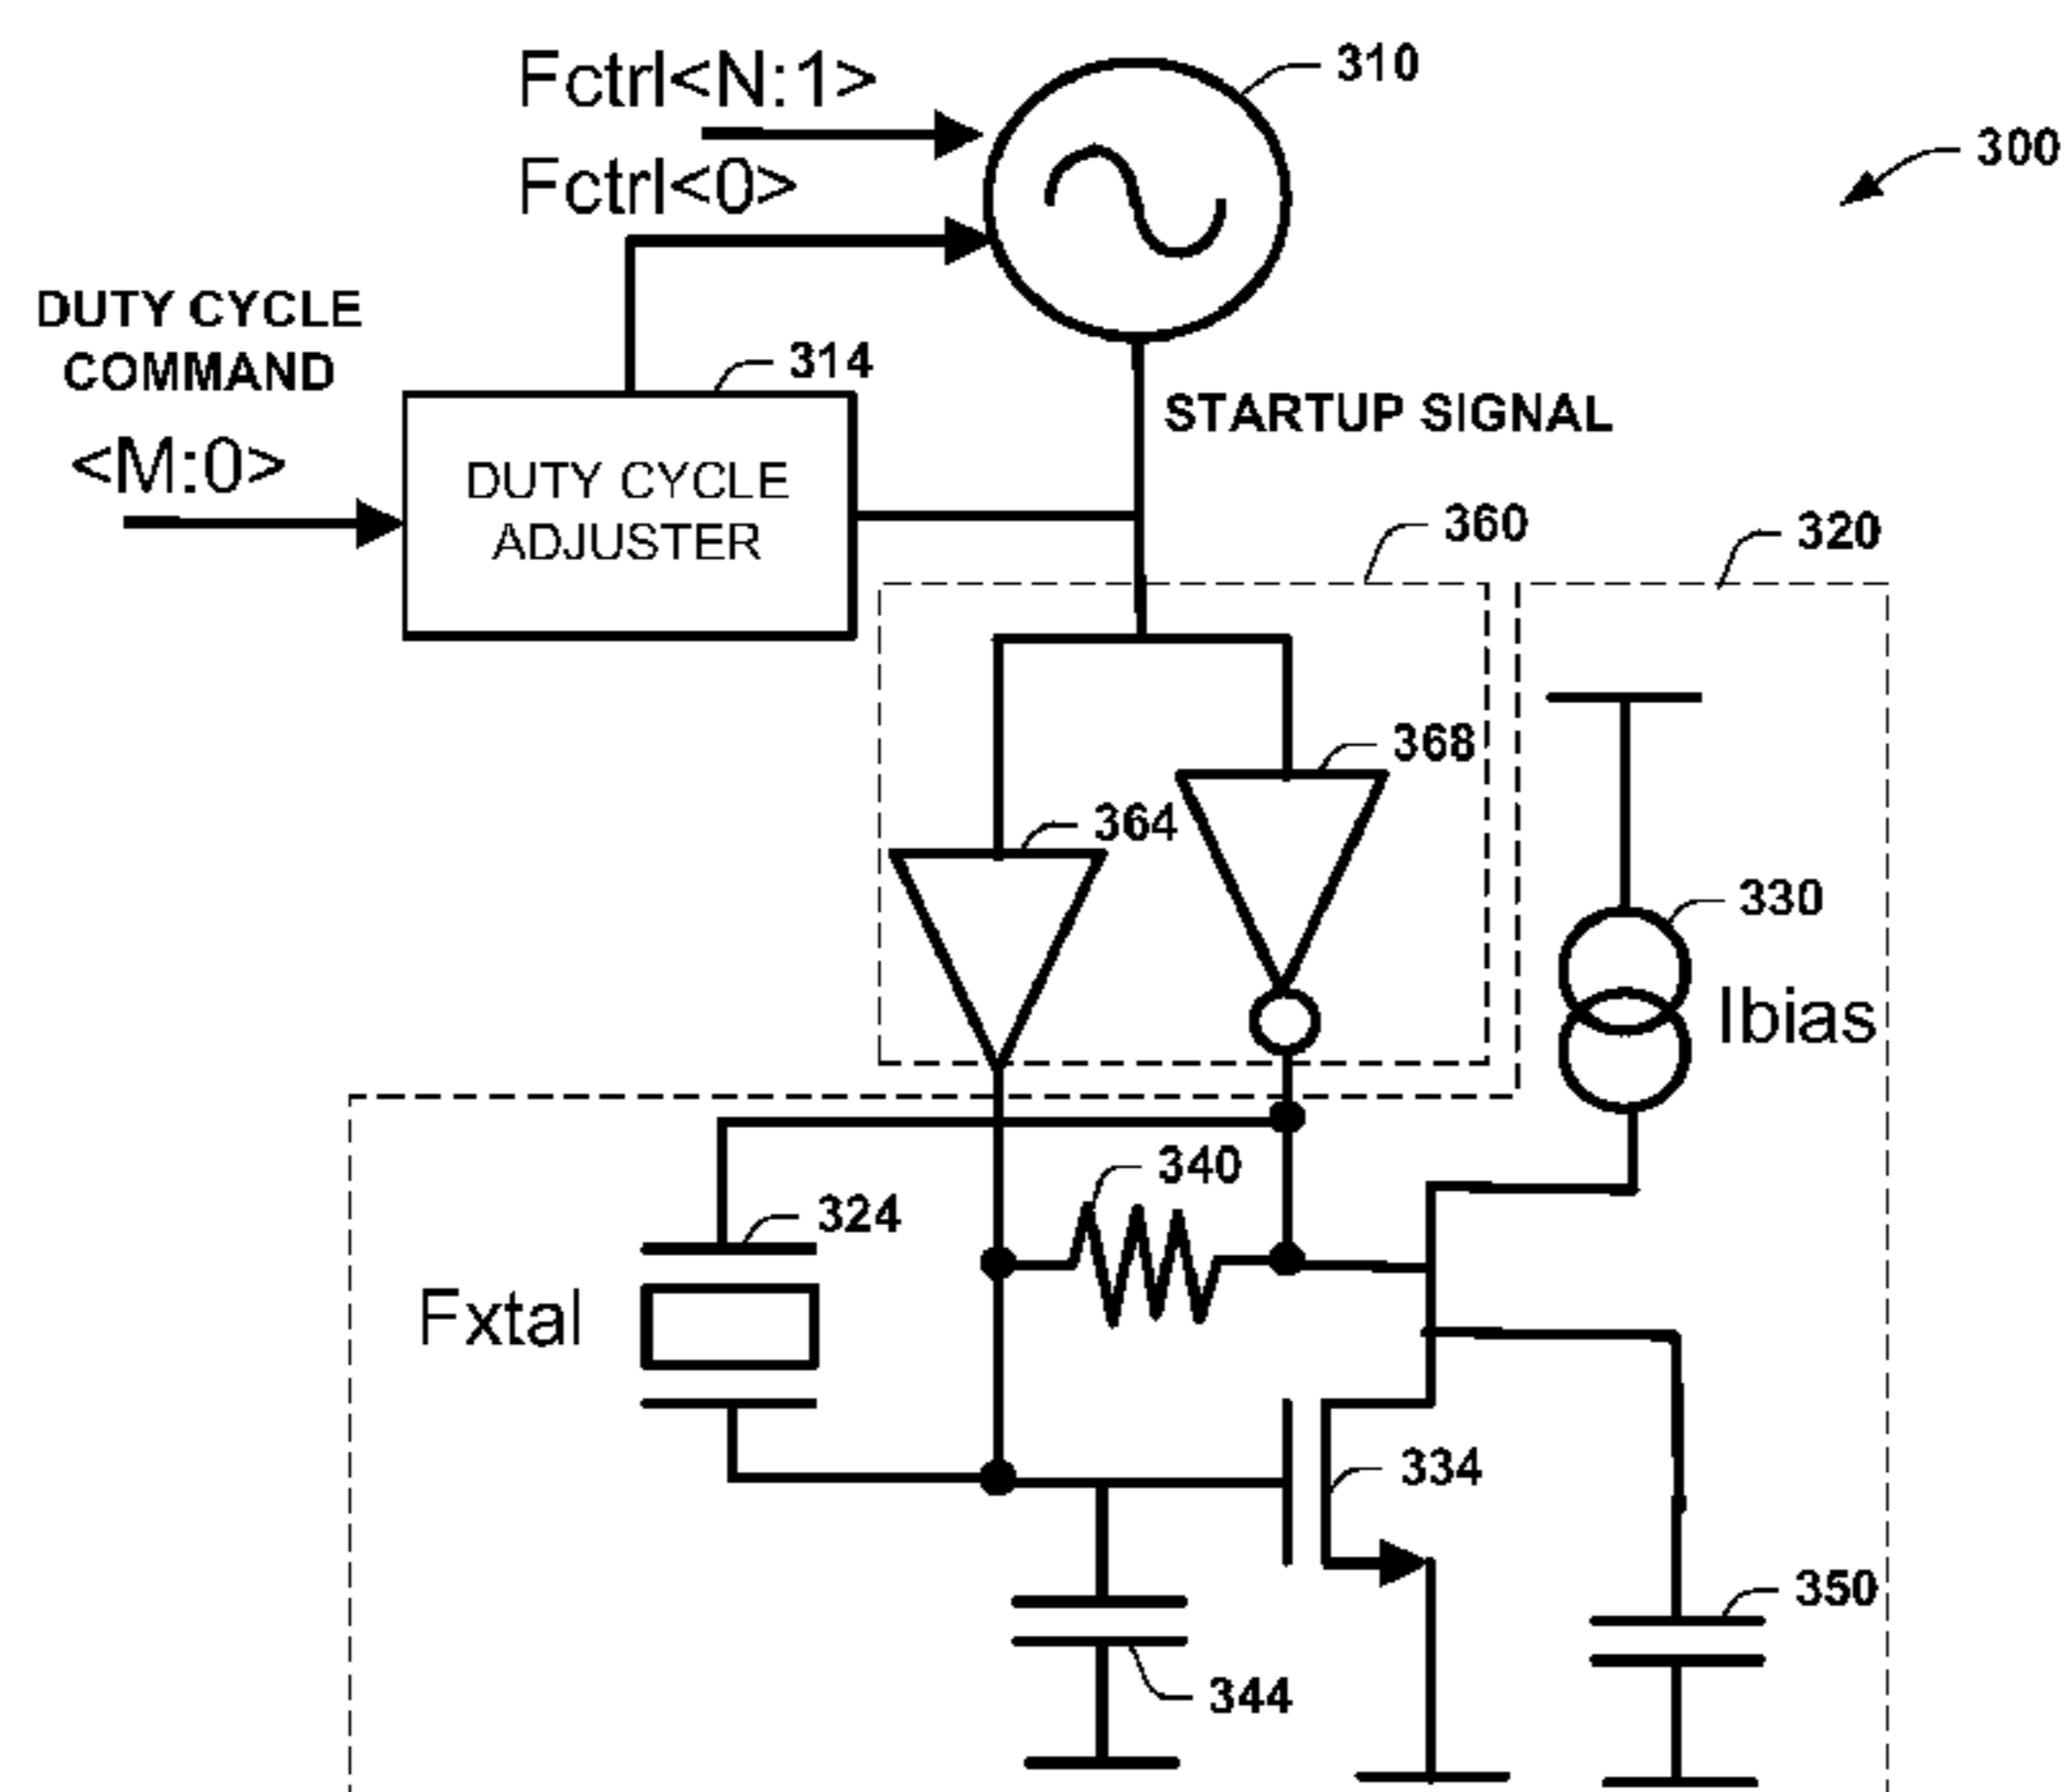 Fctrl<N:1>
310
300
Fctrl<0>
DUTY CYCLE
COMMAND
<M:0>
314
DUTY CYCLE
ADJUSTER
STARTUP SIGNAL
360
320
368
364
330
Ibias
340
324
Fxtal
334
350
344